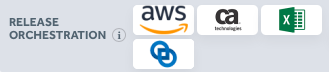 RELEASE
ORCHESTRATION i
aws
ca
technologies
X